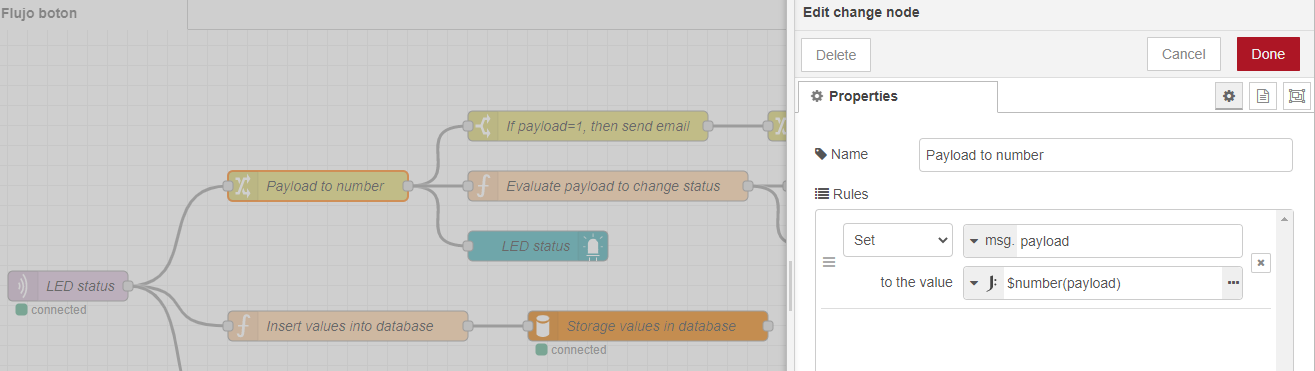 Flujo boton
Edit change node
Delete
Cancel
Done
Properties
If payload=1, then send email
Name
Payload to number
Payload to number
Evaluate payload to change status
Rules
Set
msg. payload
LED status
to the value
$number(payload)
LED status
connected
Insert values into database
Storage values in database
connected